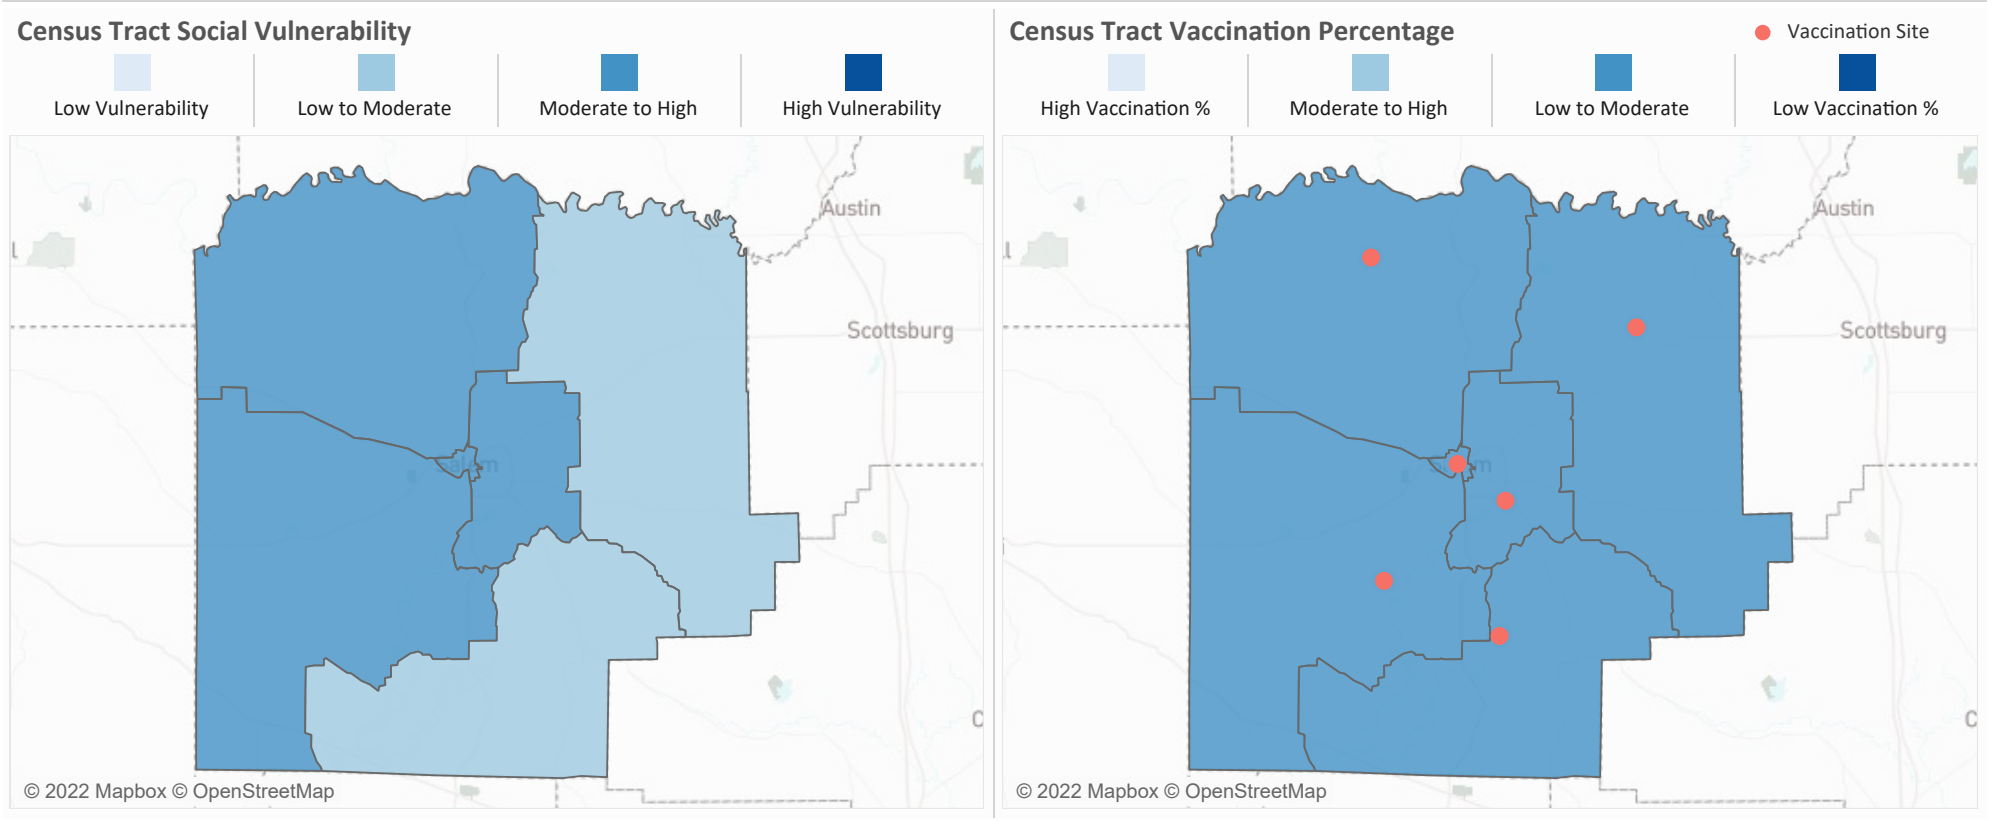 Census Tract Social Vulnerability
Low Vulnerability
Low to Moderate
Moderate to High
High Vulnerability
Austin
Scottsburg
Salem
© 2022 Mapbox © OpenStreetMap
Census Tract Vaccination Percentage
Vaccination Site
High Vaccination %
Moderate to High
Low to Moderate
Low Vaccination %
Austin
Scottsburg
© 2022 Mapbox © OpenStreetMap